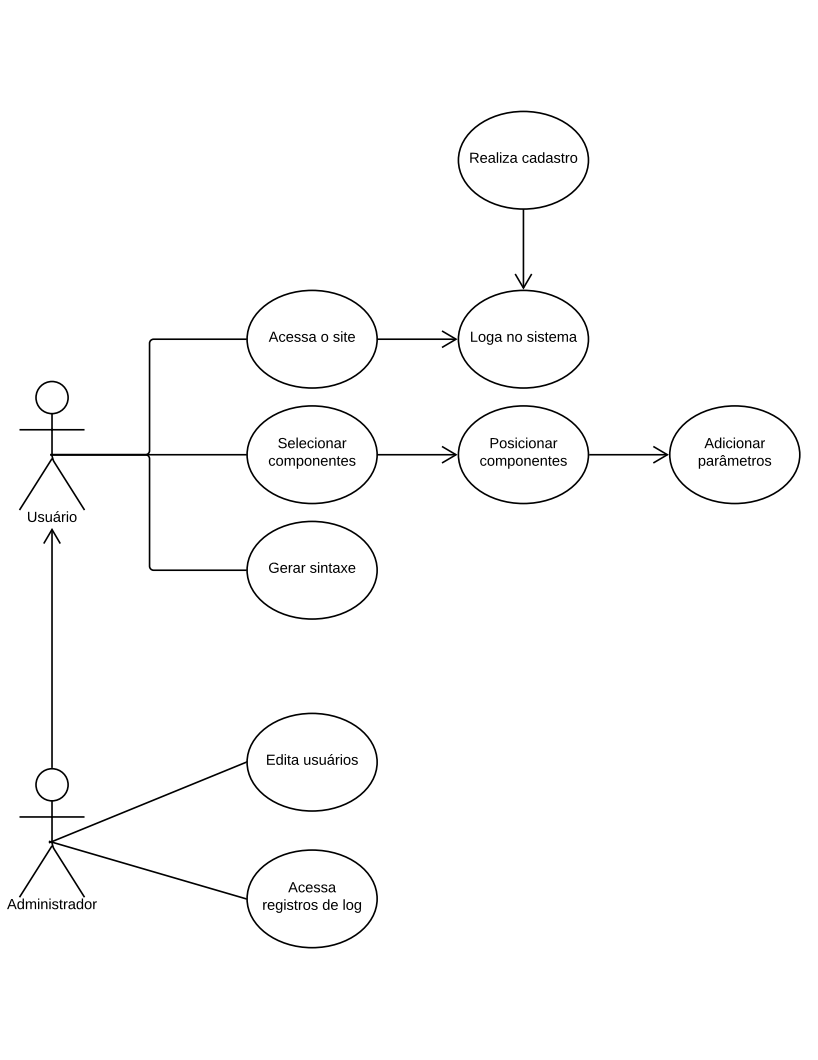 Realiza cadastro
Acessa o site
Loga no sistema
Selecionar
componentes
Posicionar
componentes
Adicionar
parâmetros
Usuário
Gerar sintaxe
Edita usuários
Acessa
registros de log
Administrador